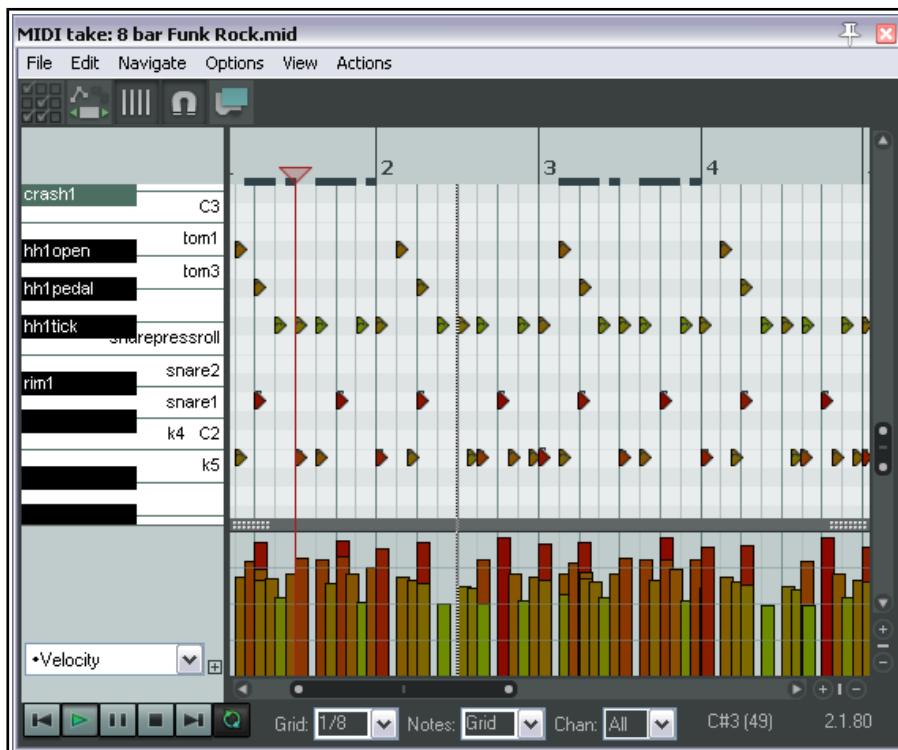 MIDI take: 8 bar Funk Rock.mid
File Edit Navigate Options View Actions
2 3 4
crash1
C3
tom1
hh1open
tom3
hh1pedal
hh1tick
snarepressroll
snare2
rim1
snare1
k4 C2
k5
•Velocity
Grid: 1/8 Notes: Grid Chan: All C#3 (49) 2.1.80